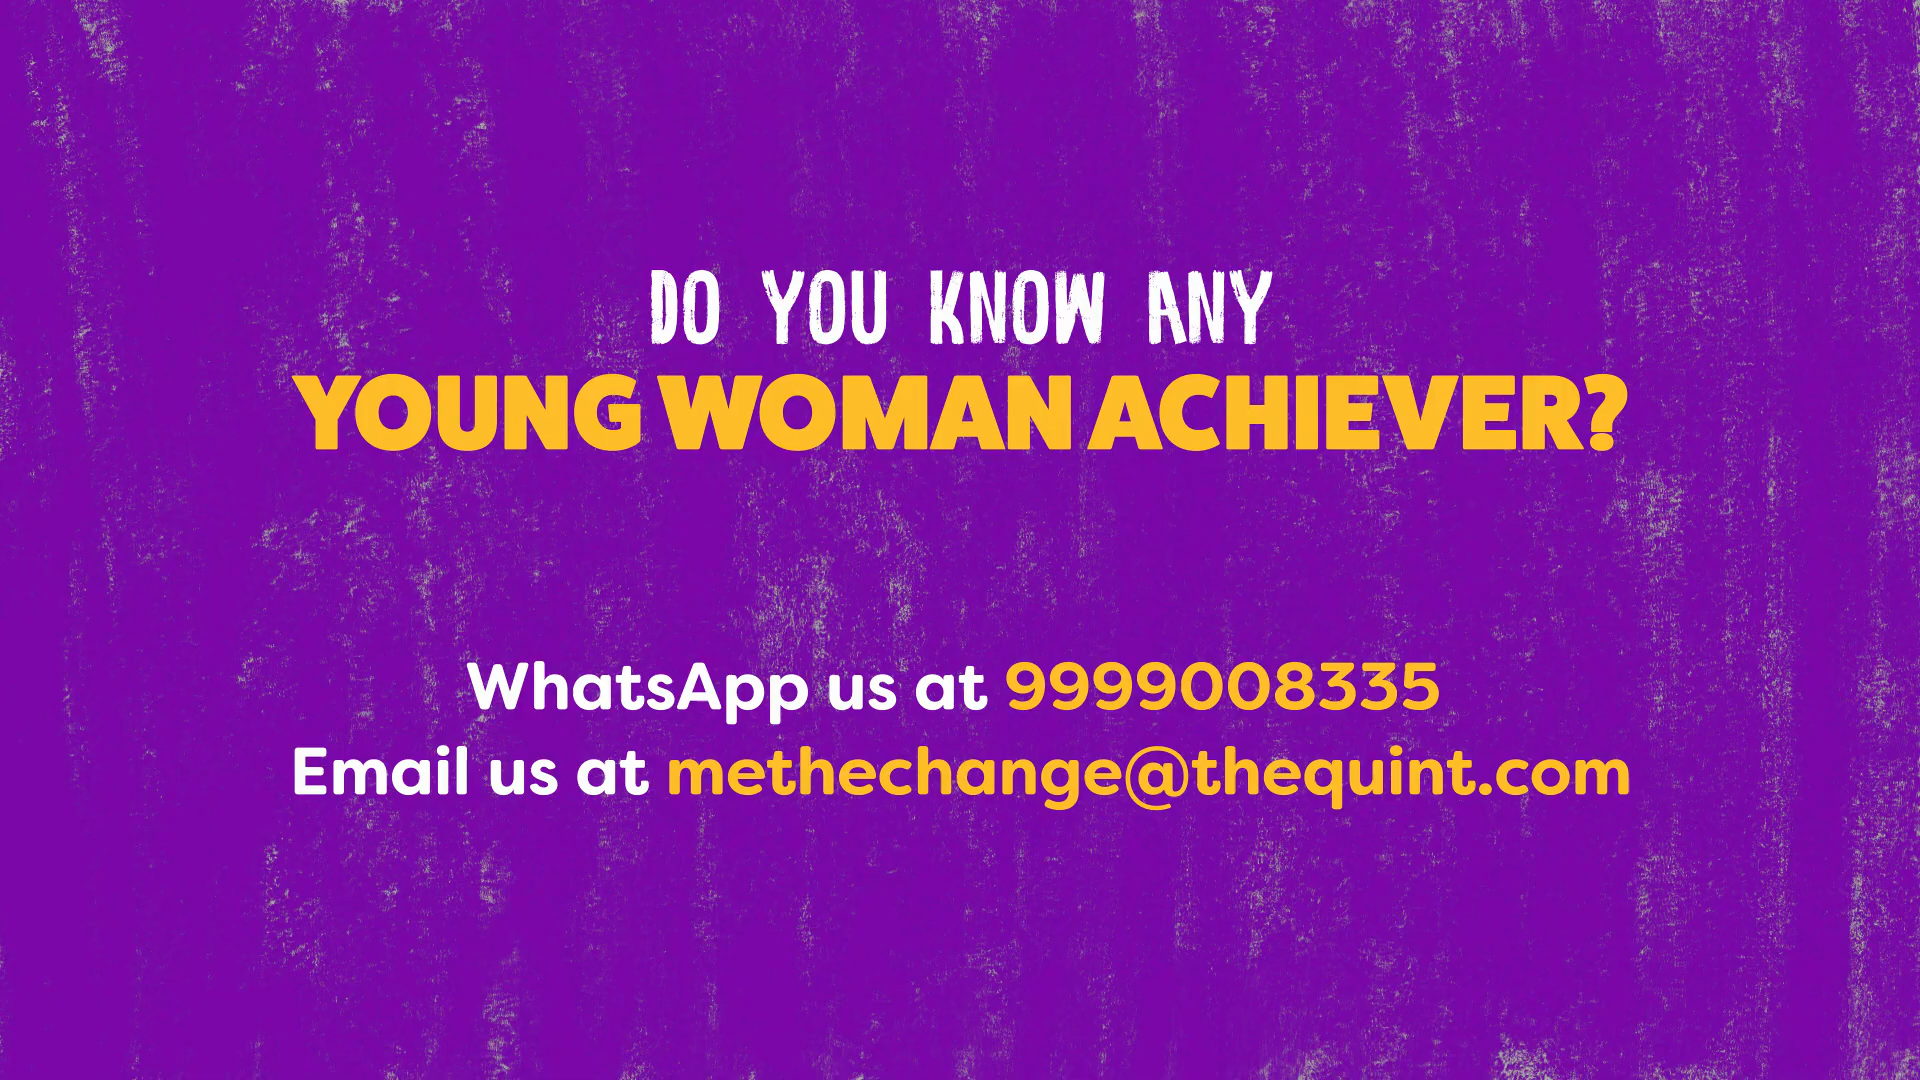 DO YOU KNOW ANY
YOUNG WOMAN ACHIEVER?
WhatsApp us at 9999008335
Email us at methechange@thequint.com